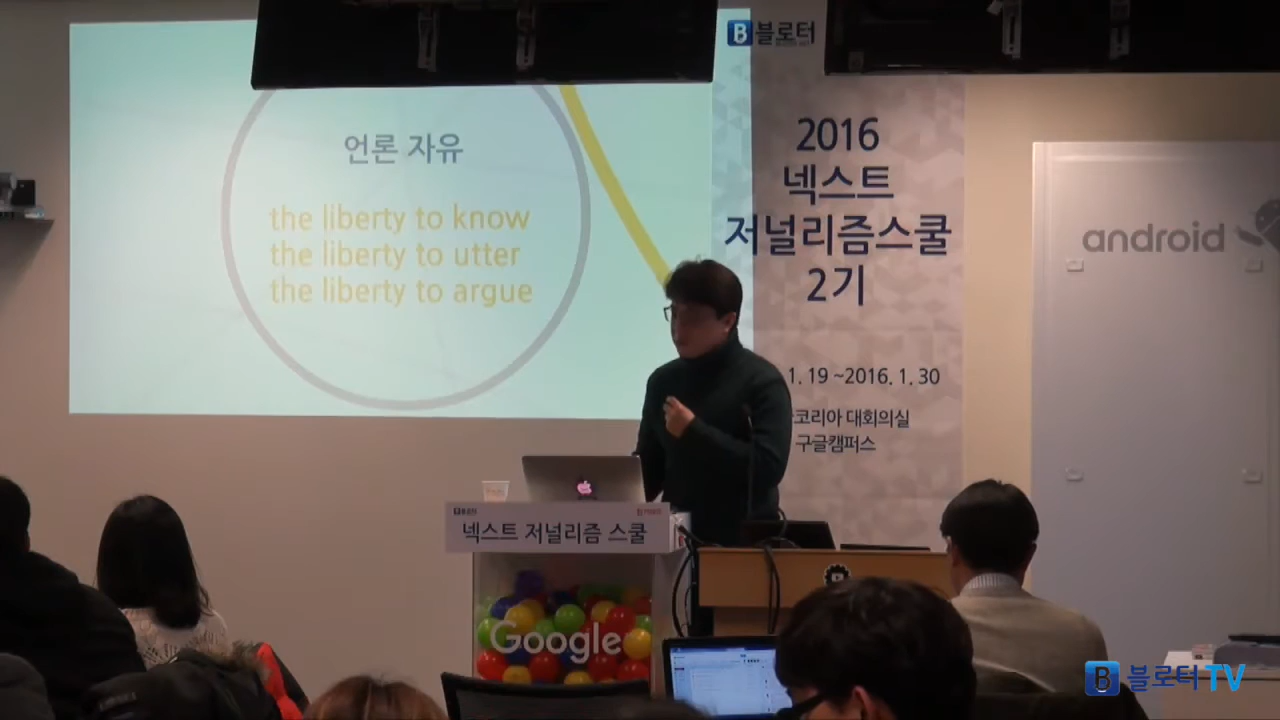 언론 자유
the liberty to know
the liberty to utter
the liberty to argue
B 블로터
2016
넥스트
저널리즘스쿨
2기
1. 19 ~2016. 1. 30
코리아 대회의실
구글캠퍼스
android
넥스트 저널리즘 스쿨
Google
B 블로터 TV